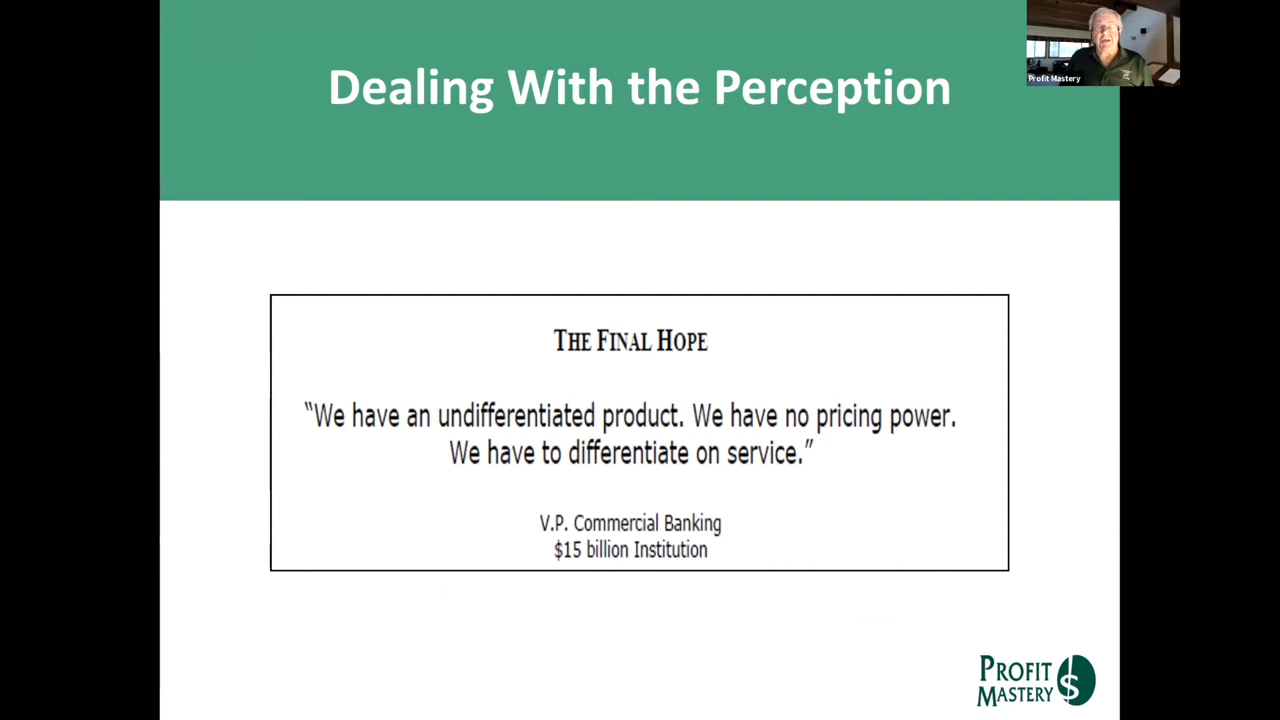 Dealing With the Perception
Profit Mastery
THE FINAL HOPE
“We have an undifferentiated product. We have no pricing power.
We have to differentiate on service.”
V.P. Commercial Banking
$15 billion Institution
PROFIT
MASTERY